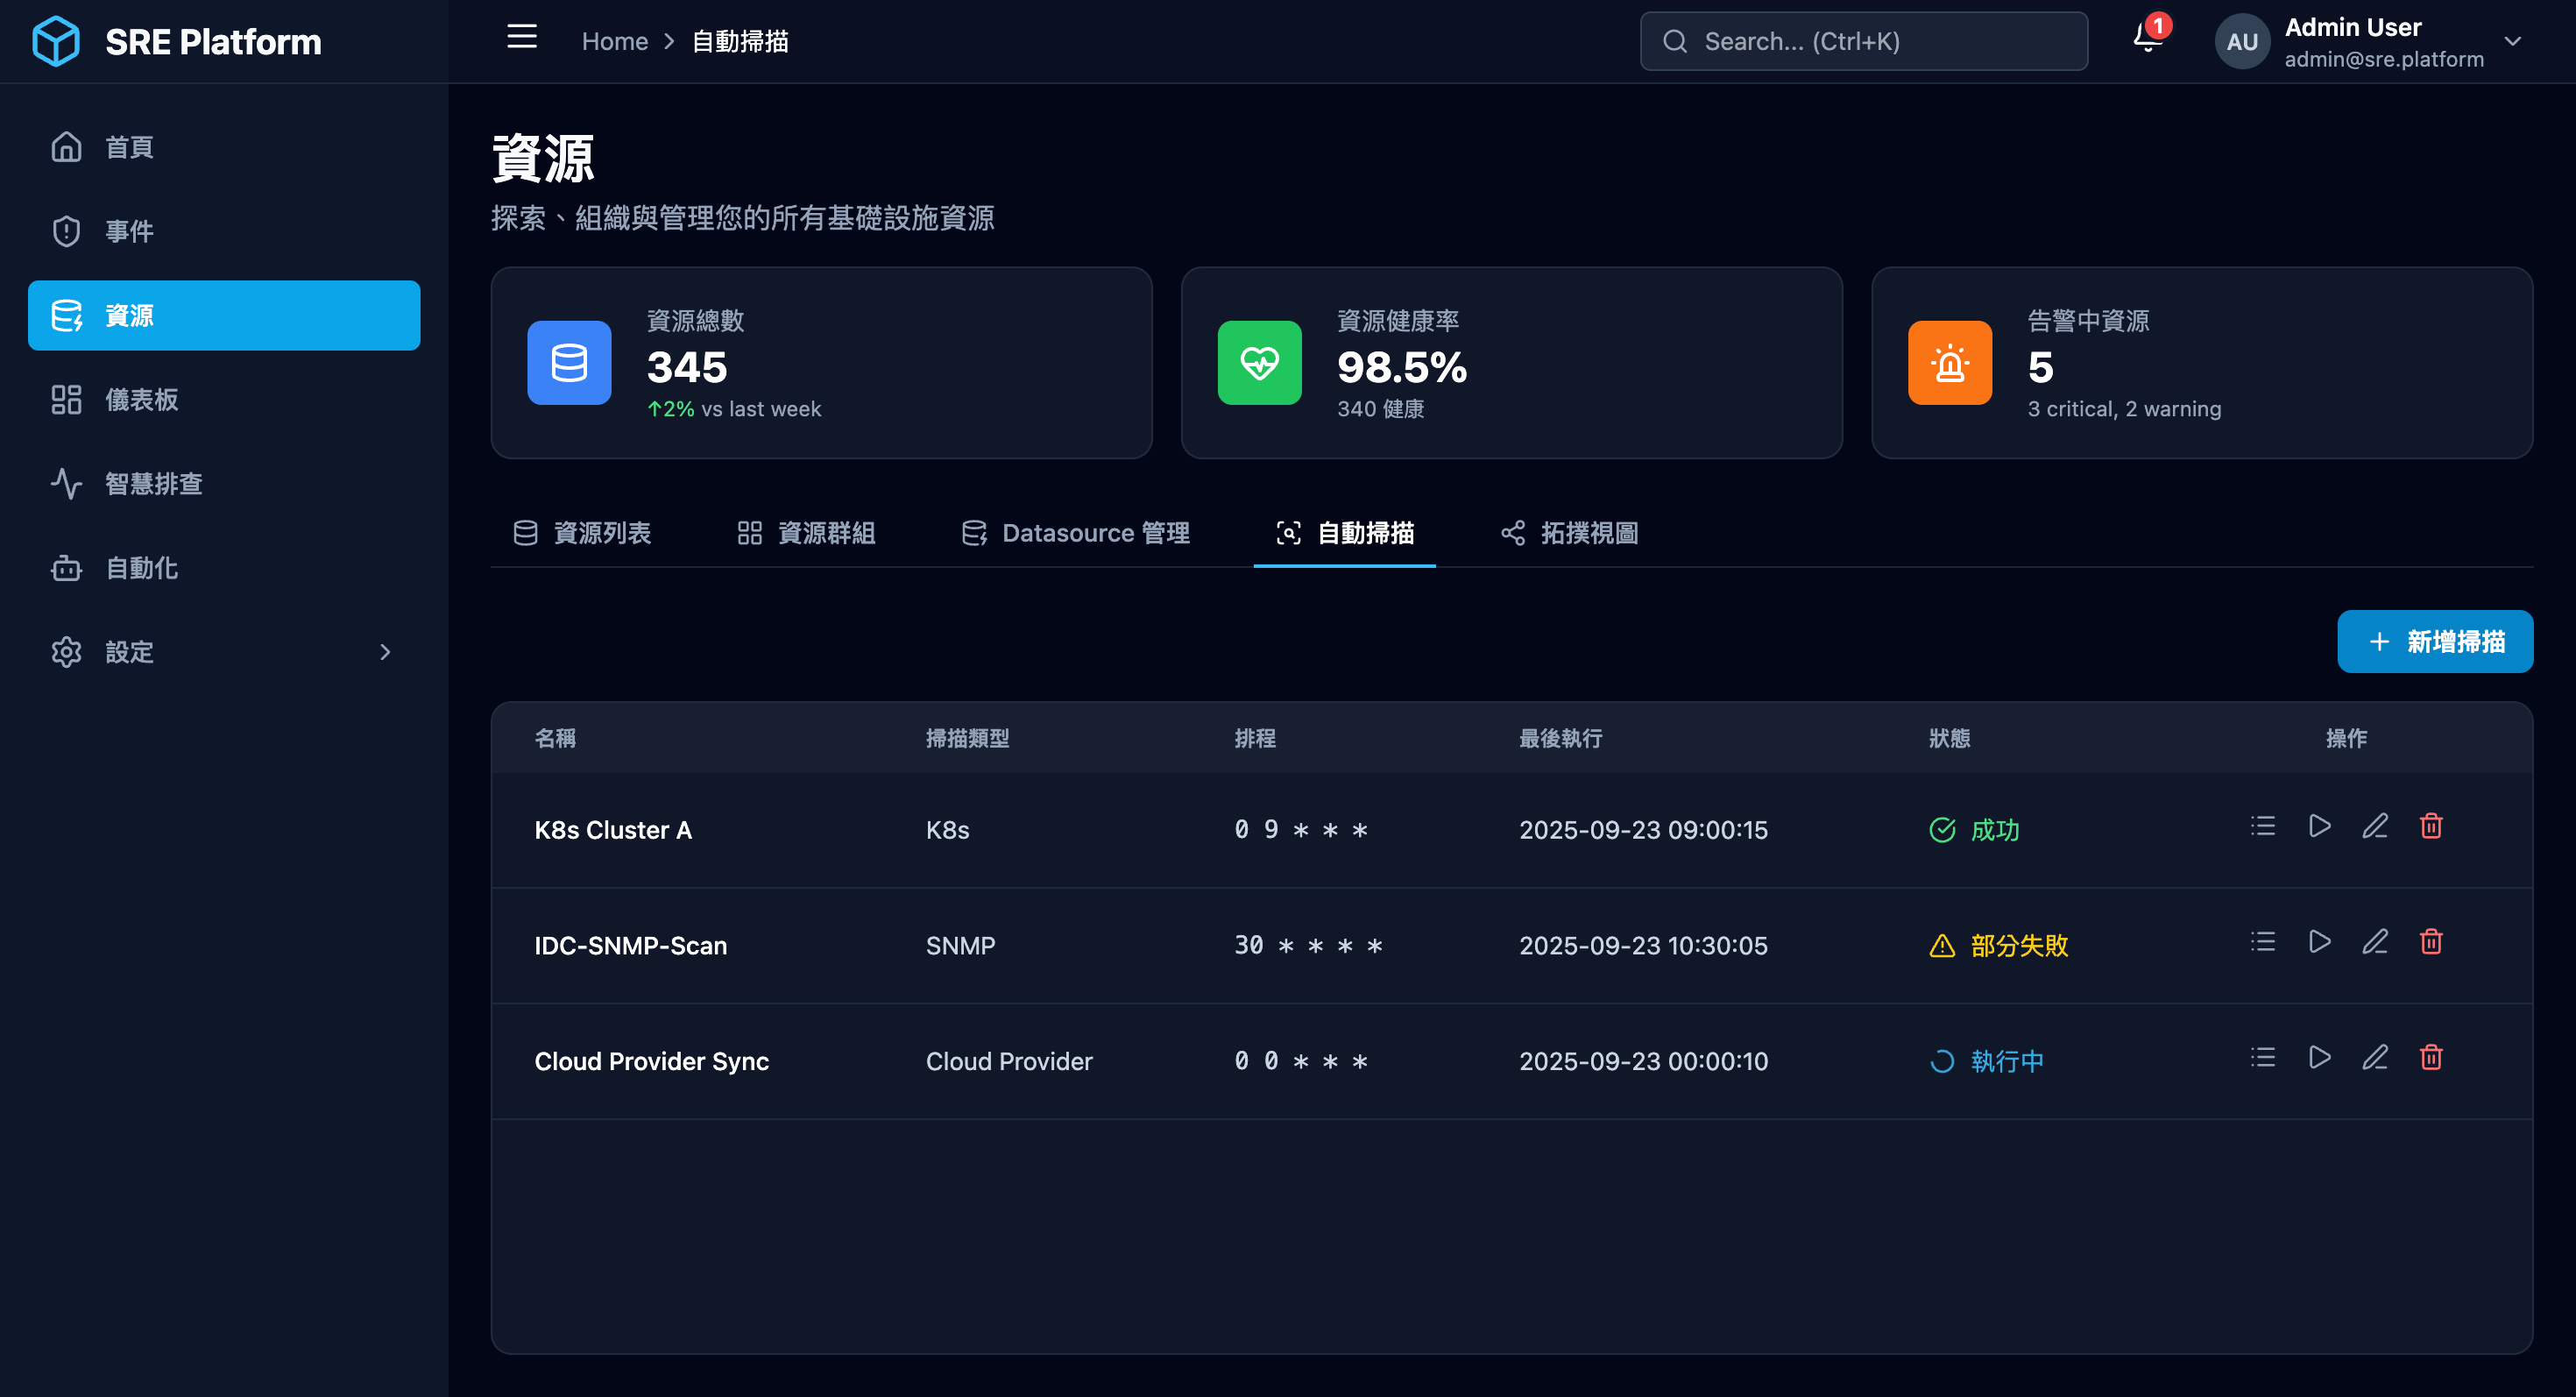 SRE Platform
Home > 自動掃描
Search... (Ctrl+K)
1
AU
Admin User
admin@sre.platform
首頁
事件
資源
儀表板
智慧排查
自動化
設定
資源
探索、組織與管理您的所有基礎設施資源
資源總數
345
↑2% vs last week
資源健康率
98.5%
340 健康
告警中資源
5
3 critical, 2 warning
資源列表 資源群組 Datasource 管理 自動掃描 拓撲視圖
+ 新增掃描
名稱 掃描類型 排程 最後執行 狀態 操作
K8s Cluster A K8s 0 9 * * * 2025-09-23 09:00:15 成功
IDC-SNMP-Scan SNMP 30 * * * * 2025-09-23 10:30:05 部分失敗
Cloud Provider Sync Cloud Provider 0 0 * * * 2025-09-23 00:00:10 執行中